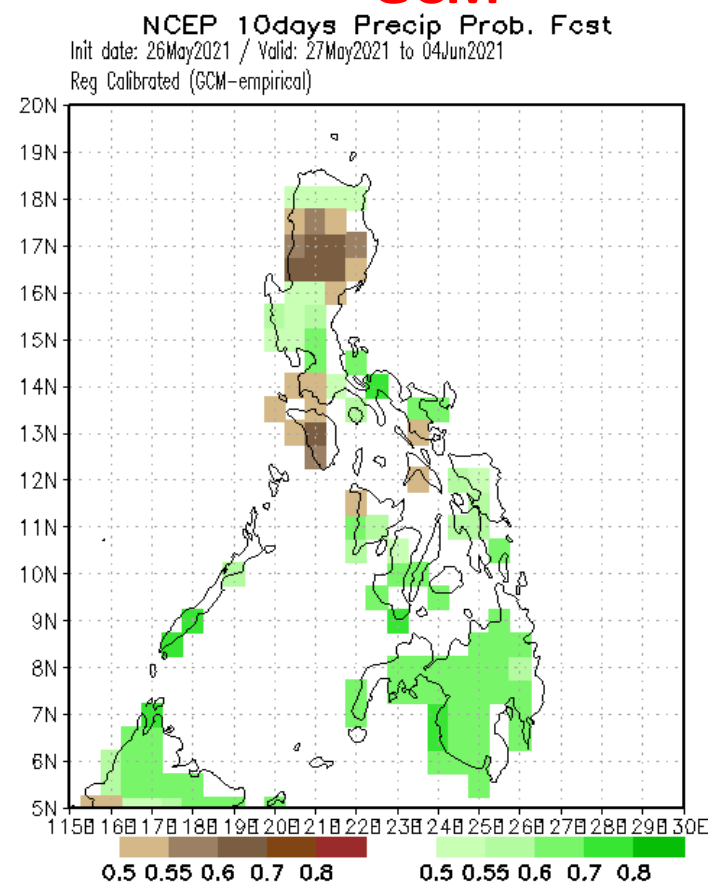 GCM
NCEP 10days Precip Prob. Fcst
Init date: 26May2021 / Valid: 27May2021 to 04Jun2021
Reg Calibrated (GCM-empirical)
20N
19N
18N
17N
16N
15N
14N
13N
12N
11N
10N
9N
8N
7N
6N
5N
115E 116E 117E 118E 119E 120E 121E 122E 123E 124E 125E 126E 127E 128E 129E 130E
0.5 0.55 0.6 0.7 0.8 0.5 0.55 0.6 0.7 0.8